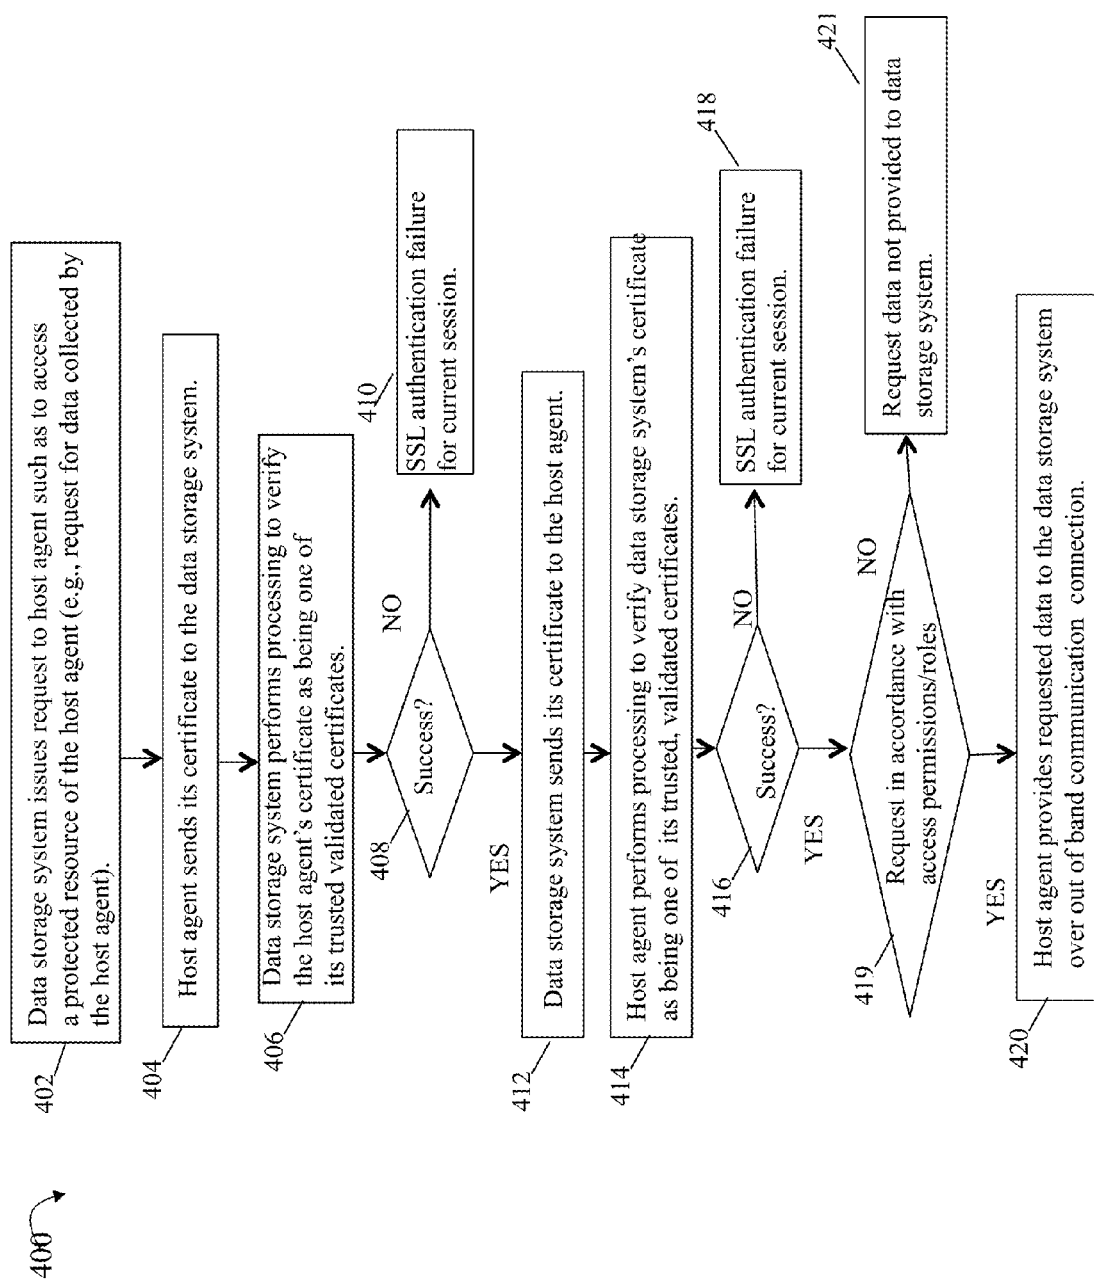 400
402
Data storage system issues request to host agent such as to access
a protected resource of the host agent (e.g., request for data collected by
the host agent).
404
Host agent sends its certificate to the data storage system.
406
Data storage system performs processing to verify
the host agent's certificate as being one of
its trusted validated certificates.
408
Success?
NO
410
SSL authentication failure
for current session.
YES
412
Data storage system sends its certificate to the host agent.
414
Host agent performs processing to verify data storage system's certificate
as being one of its trusted, validated certificates.
416
Success?
NO
418
SSL authentication failure
for current session.
YES
419
Request in accordance with
access permissions/roles
NO
421
Request data not provided to data
storage system.
YES
420
Host agent provides requested data to the data storage system
over out of band communication connection.